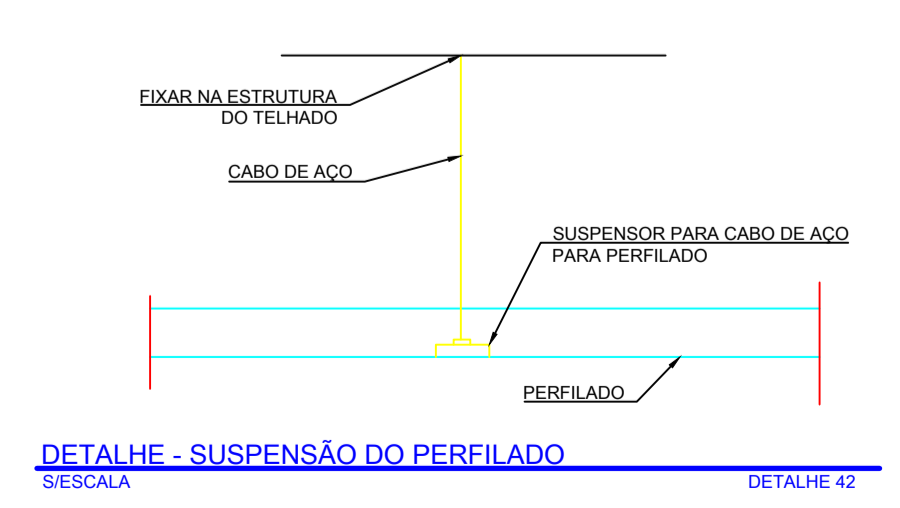 FIXAR NA ESTRUTURA
DO TELHADO
CABO DE AÇO
SUSPENSOR PARA CABO DE AÇO
PARA PERFILADO
PERFILADO
DETALHE - SUSPENSÃO DO PERFILADO
S/ESCALA
DETALHE 42